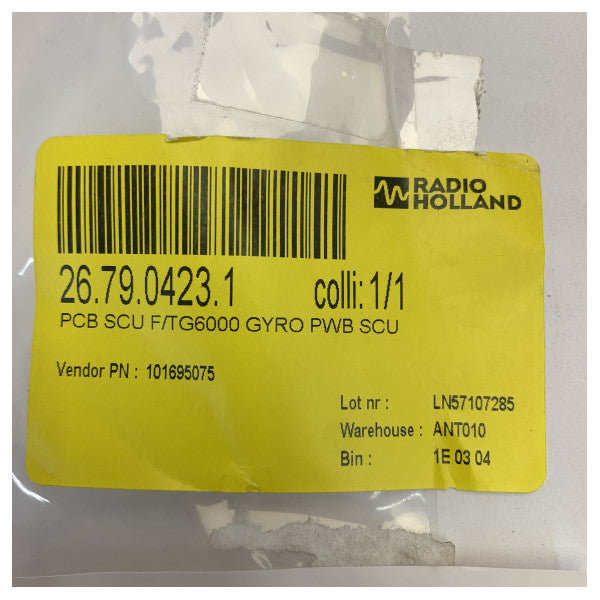 RADIO
HOLLAND
26.79.0423.1 colli: 1/1
PCB SCU F/TG6000 GYRO PWB SCU
Vendor PN : 101695075
Lot nr : LN57107285
Warehouse : ANT010
Bin : 1E 03 04